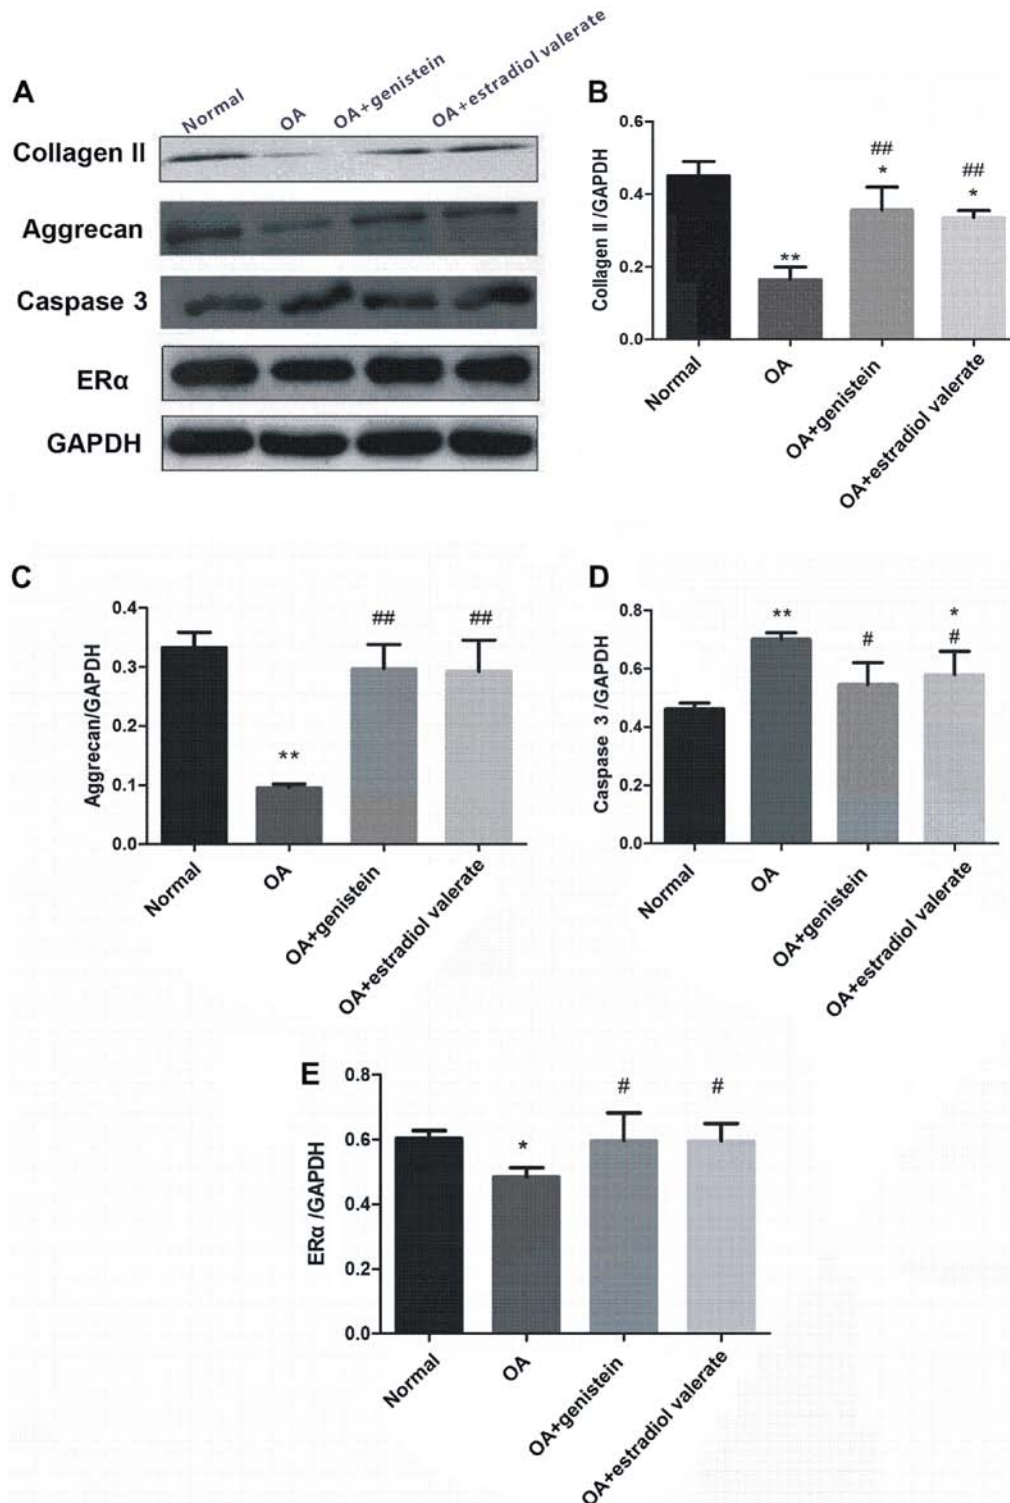 A
Normal
OA
OA+genistein
OA+estradiol valerate
Collagen II
Aggrecan
Caspase 3
ERα
GAPDH
B
Collagen II /GAPDH
0.6
0.4
0.2
0.0
##
*
##
*
**
Normal
OA
OA+genistein
OA+estradiol valerate
C
Aggrecan/GAPDH
0.4
0.3
0.2
0.1
0.0
**
##
##
Normal
OA
OA+genistein
OA+estradiol valerate
D
Caspase 3 /GAPDH
0.8
0.6
0.4
0.2
0.0
**
#
*
#
Normal
OA
OA+genistein
OA+estradiol valerate
E
ERα /GAPDH
0.8
0.6
0.4
0.2
0.0
*
#
#
Normal
OA
OA+genistein
OA+estradiol valerate